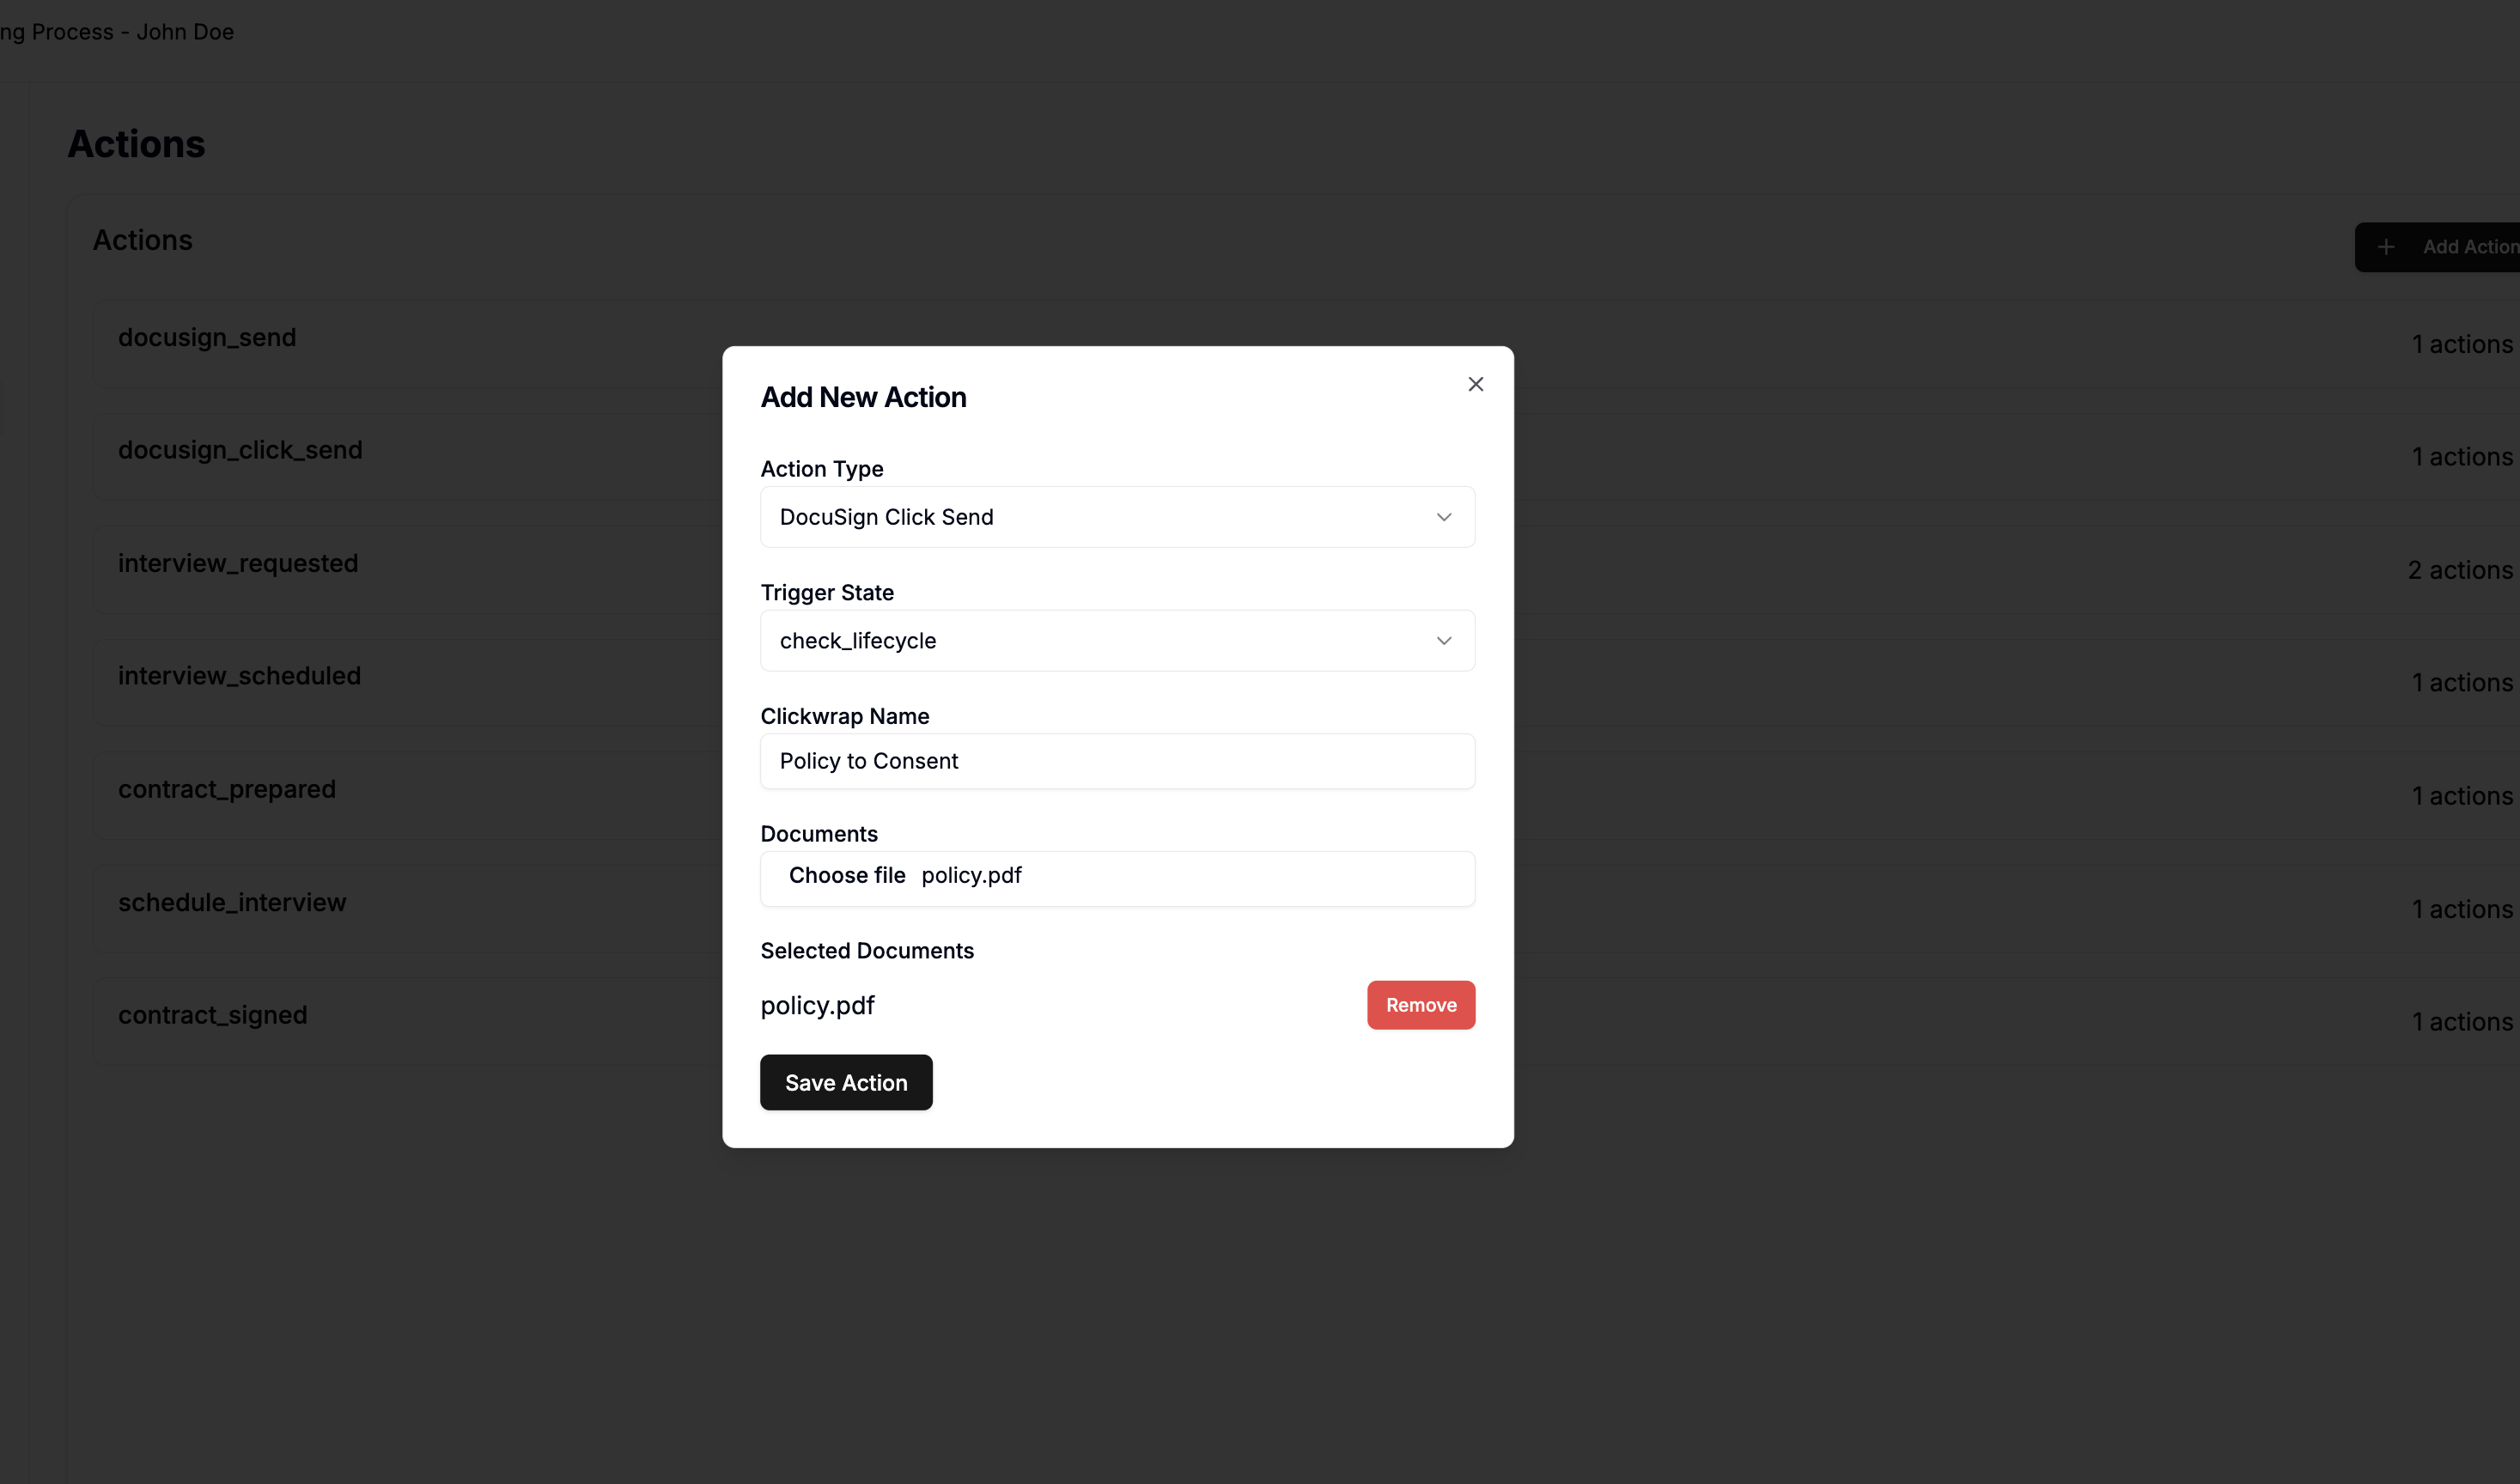 ng Process - John Doe
Actions
Actions
Add Action
docusign_send
1 actions
docusign_click_send
1 actions
interview_requested
2 actions
interview_scheduled
1 actions
contract_prepared
1 actions
schedule_interview
1 actions
contract_signed
1 actions
Add New Action
Action Type
DocuSign Click Send
Trigger State
check_lifecycle
Clickwrap Name
Policy to Consent
Documents
Choose file policy.pdf
Selected Documents
policy.pdf
Remove
Save Action